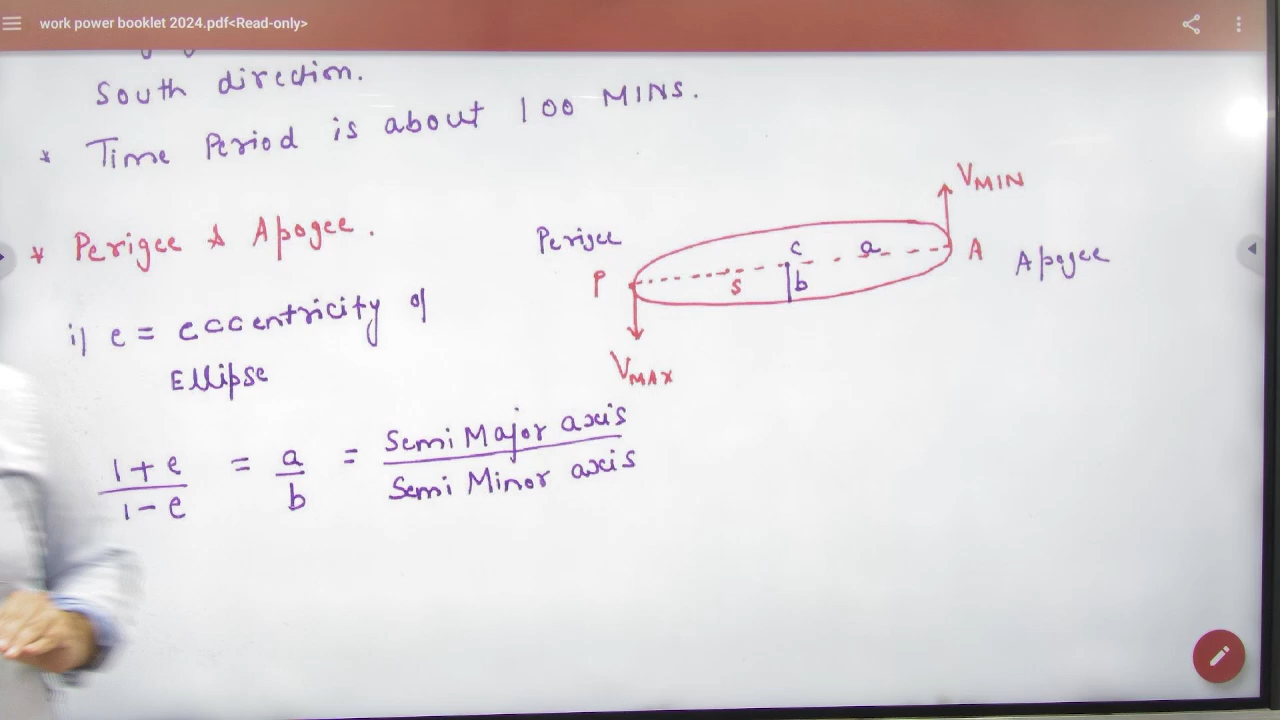 work power booklet 2024.pdf<Read-only>
South direction.
* Time Period is about 100 MINS.
* Perigee & Apogee.
i) e = eccentricity of
Ellipse
1+e / 1-e = a / b = Semi Major axis / Semi Minor axis
VMIN
Perigee
c
a
A
Apogee
P
s
b
VMAX